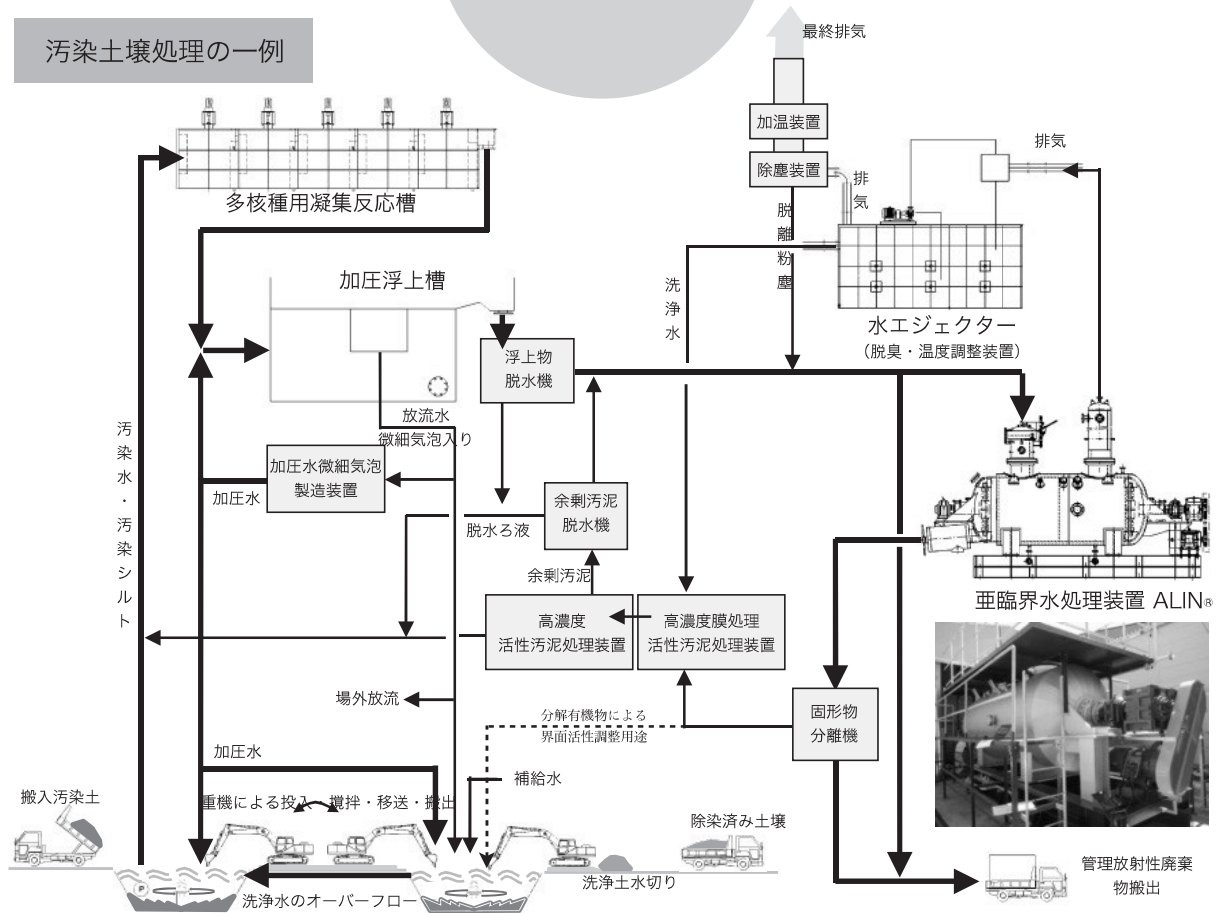 汚染土壌処理の一例
最終排気
加温装置
除塵装置
排気
排気
脱離粉塵
多核種用凝集反応槽
加圧浮上槽
洗浄水
水エジェクター
（脱臭・温度調整装置）
浮上物
脱水機
放流水
微細気泡入り
汚染水・汚染シルト
加圧水微細気泡
製造装置
加圧水
余剰汚泥
脱水機
脱水ろ液
余剰汚泥
高濃度
活性汚泥処理装置
高濃度膜処理
活性汚泥処理装置
亜臨界水処理装置 ALIN®
場外放流
分解有機物による
界面活性調整用途
固形物
分離機
加圧水
補給水
搬入汚染土
重機による投入・攪拌・移送・搬出
除染済み土壌
洗浄土水切り
管理放射性廃棄
物搬出
P
洗浄水のオーバーフロー